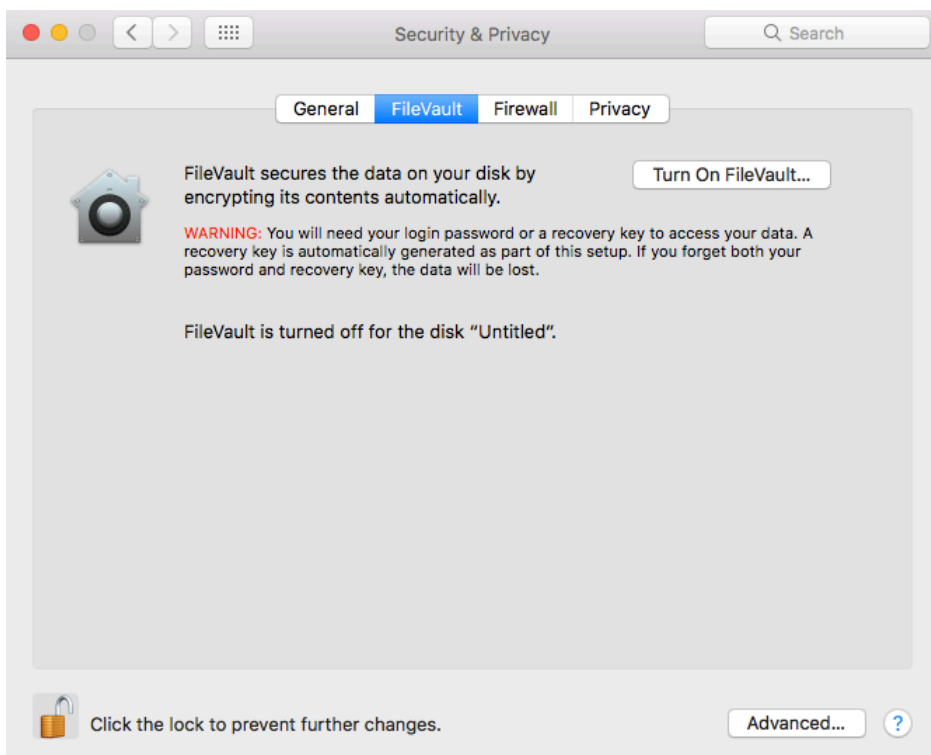 Security & Privacy
Search
General
FileVault
Firewall
Privacy
FileVault secures the data on your disk by
encrypting its contents automatically.
Turn On FileVault...
WARNING: You will need your login password or a recovery key to access your data. A
recovery key is automatically generated as part of this setup. If you forget both your
password and recovery key, the data will be lost.
FileVault is turned off for the disk “Untitled”.
Click the lock to prevent further changes.
Advanced...
?